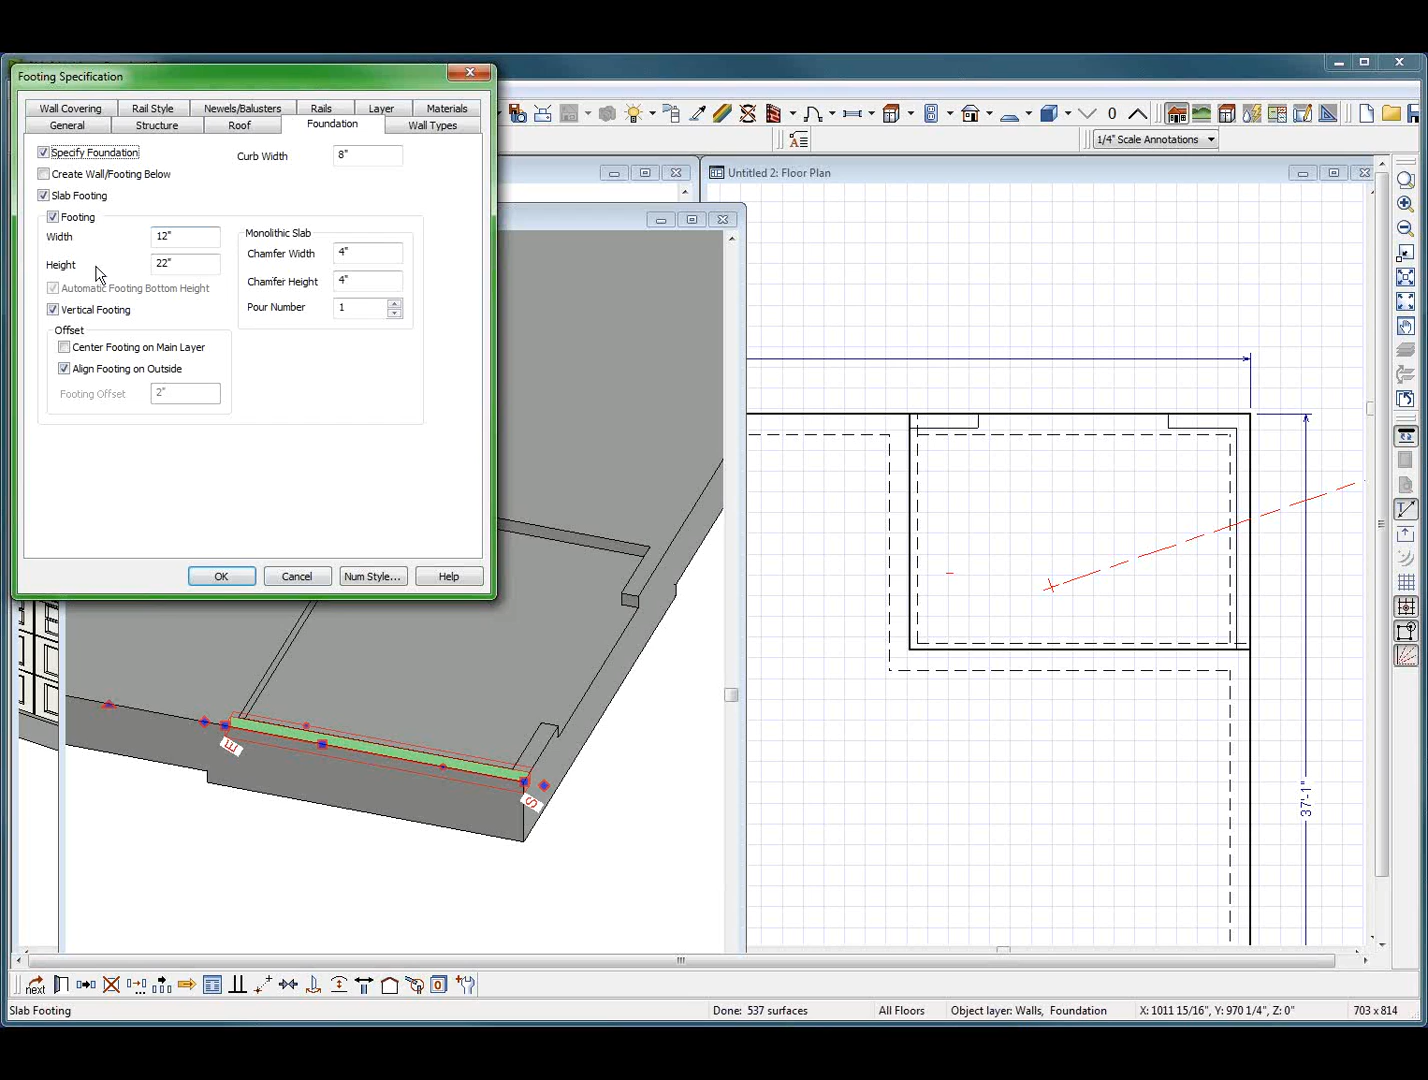 Footing Specification
Wall Covering Rail Style Newels/Balusters Rails Layer Materials
General Structure Roof Foundation Wall Types
Specify Foundation
Curb Width 8"
Create Wall/Footing Below
Slab Footing
Footing
Width 12"
Height 22"
Automatic Footing Bottom Height
Vertical Footing
Offset
Center Footing on Main Layer
Align Footing on Outside
Footing Offset 2"
Monolithic Slab
Chamfer Width 4"
Chamfer Height 4"
Pour Number 1
OK Cancel Num Style... Help
1/4" Scale Annotations
Untitled 2: Floor Plan
37'-1"
E
S
next
Slab Footing Done: 537 surfaces All Floors Object layer: Walls, Foundation X: 1011 15/16", Y: 970 1/4", Z: 0" 703 x 814